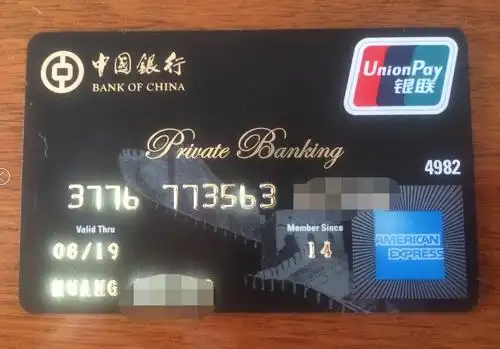 中国银行
BANK OF CHINA
UnionPay
银联
Private Banking
4982
3776 773563
Valid Thru
Member Since
08/19
14
HUANG
AMERICAN
EXPRESS